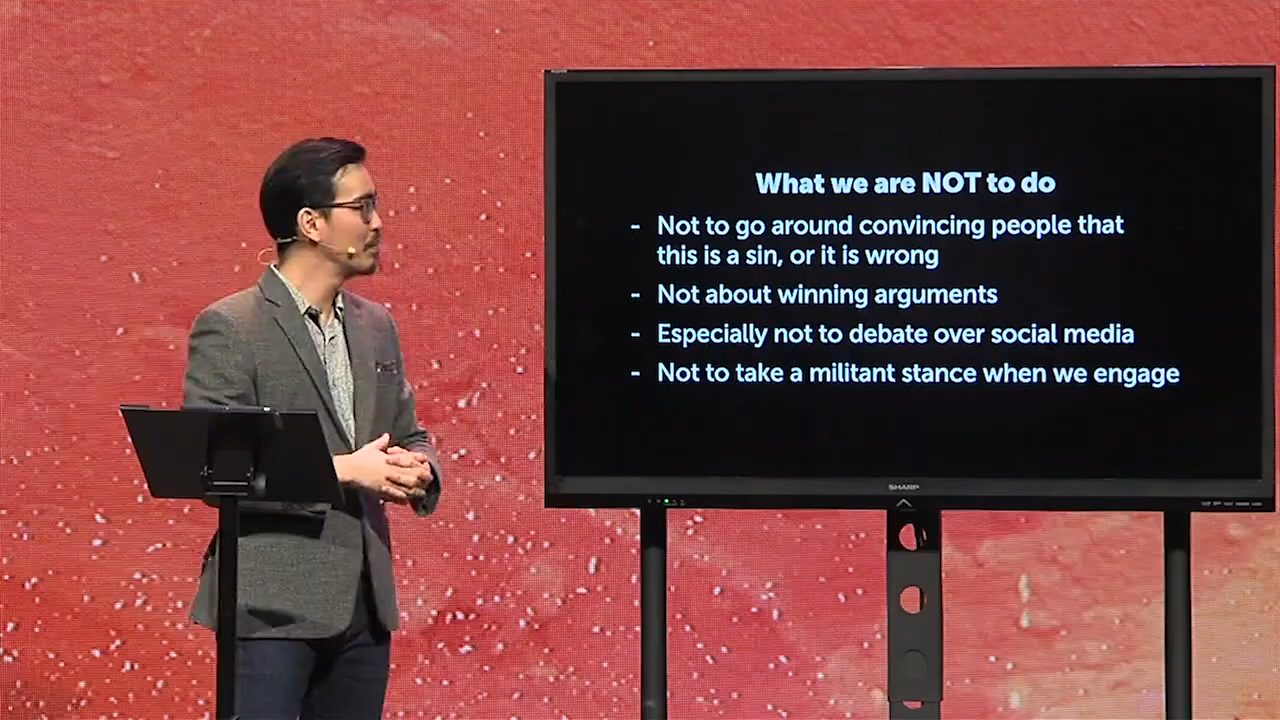 What we are NOT to do
- Not to go around convincing people that
this is a sin, or it is wrong
- Not about winning arguments
- Especially not to debate over social media
- Not to take a militant stance when we engage
SHARP